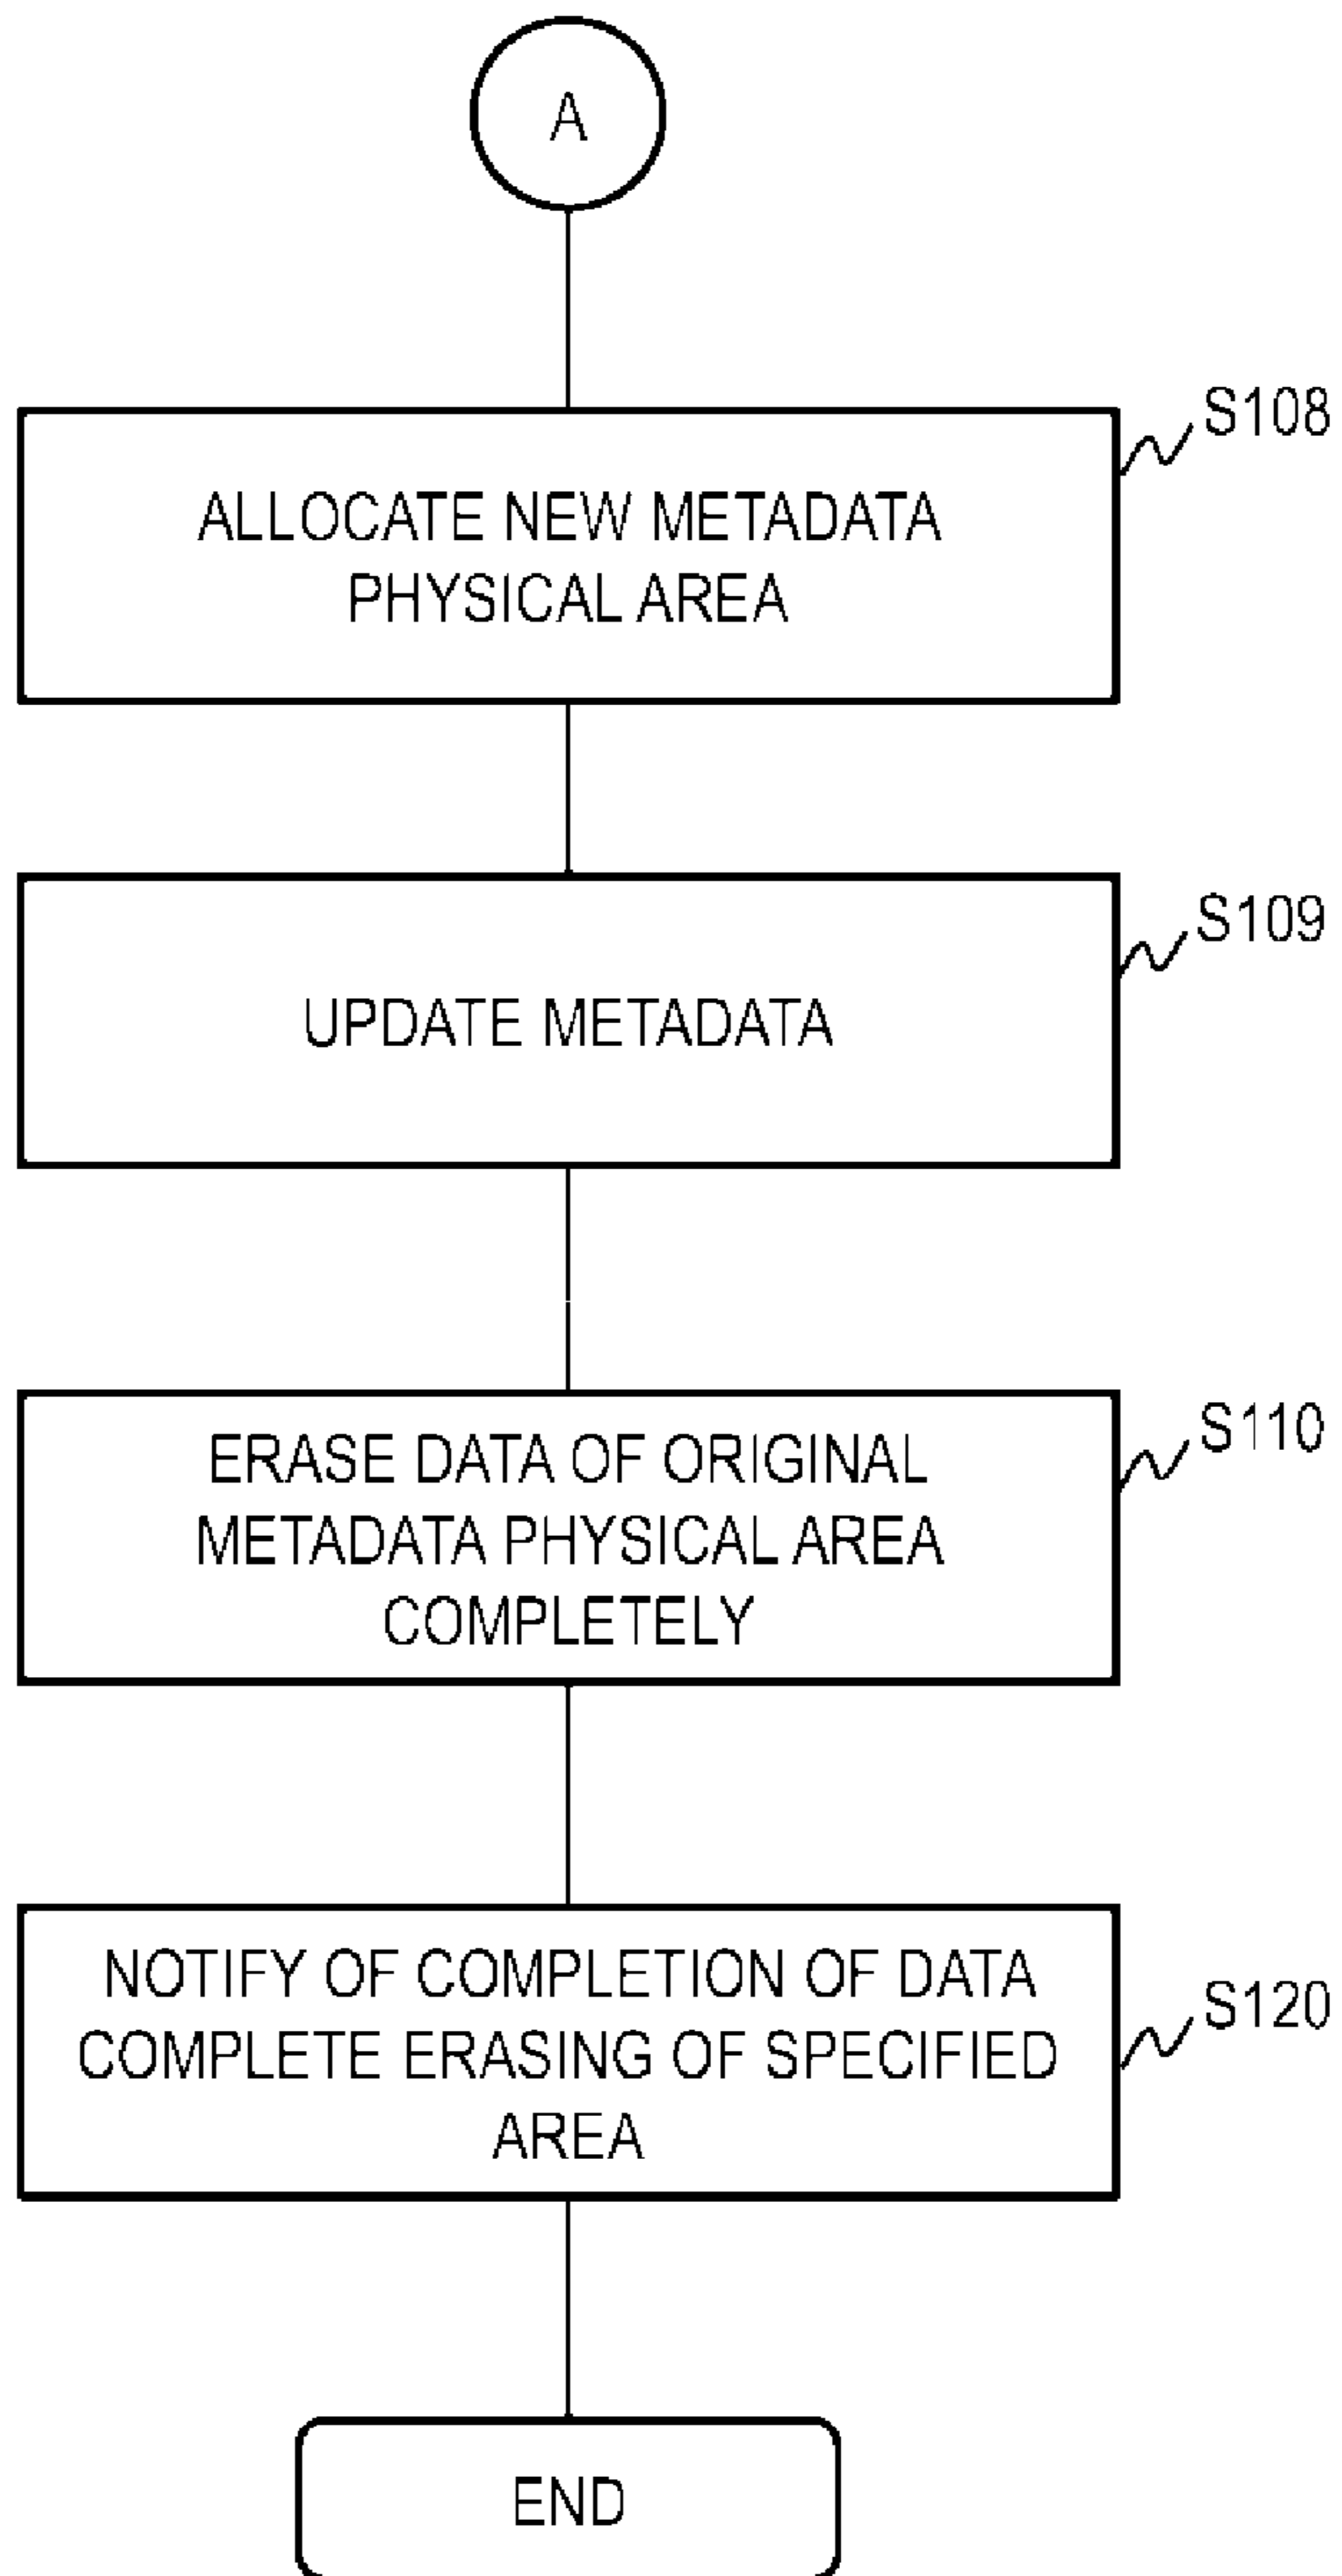 A
S108
ALLOCATE NEW METADATA
PHYSICAL AREA
S109
UPDATE METADATA
S110
ERASE DATA OF ORIGINAL
METADATA PHYSICAL AREA
COMPLETELY
S120
NOTIFY OF COMPLETION OF DATA
COMPLETE ERASING OF SPECIFIED
AREA
END